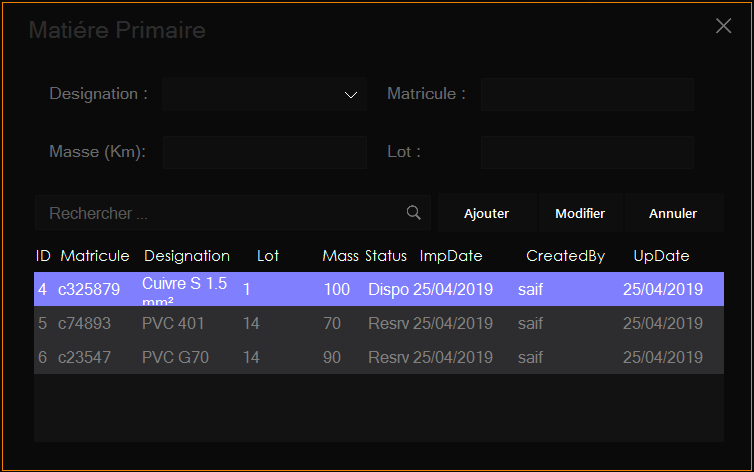 Matiére Primaire
Designation :
Matricule :
Masse (Km):
Lot :
Rechercher ...
Ajouter
Modifier
Annuler
ID Matricule Designation Lot Mass Status ImpDate CreatedBy UpDate
4 c325879 Cuivre S 1.5 mm² 1 100 Dispo 25/04/2019 saif 25/04/2019
5 c74893 PVC 401 14 70 Resrv 25/04/2019 saif 25/04/2019
6 c23547 PVC G70 14 90 Resrv 25/04/2019 saif 25/04/2019